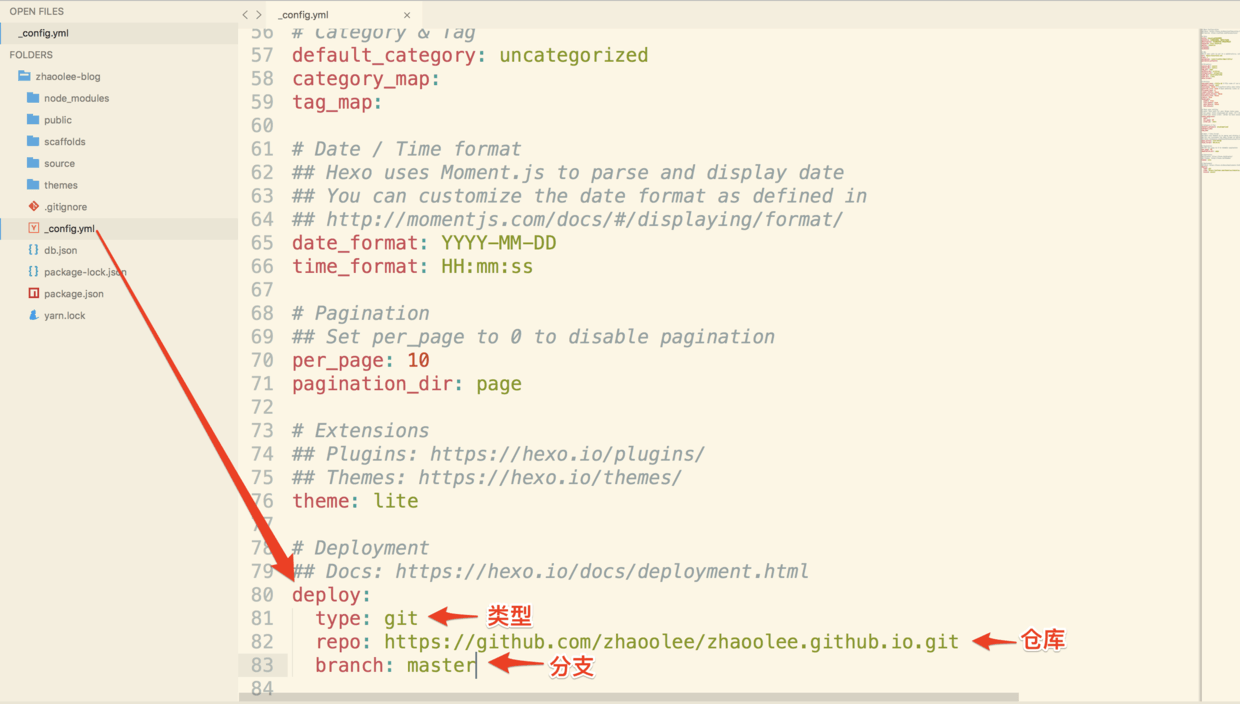 OPEN FILES
_config.yml
FOLDERS
zhaoolee-blog
node_modules
public
scaffolds
source
themes
.gitignore
_config.yml
db.json
package-lock.json
package.json
yarn.lock
_config.yml
56 # Category & Tag
57 default_category: uncategorized
58 category_map:
59 tag_map:
60
61 # Date / Time format
62 ## Hexo uses Moment.js to parse and display date
63 ## You can customize the date format as defined in
64 ## http://momentjs.com/docs/#/displaying/format/
65 date_format: YYYY-MM-DD
66 time_format: HH:mm:ss
67
68 # Pagination
69 ## Set per_page to 0 to disable pagination
70 per_page: 10
71 pagination_dir: page
72
73 # Extensions
74 ## Plugins: https://hexo.io/plugins/
75 ## Themes: https://hexo.io/themes/
76 theme: lite
77
78 # Deployment
79 ## Docs: https://hexo.io/docs/deployment.html
80 deploy:
81 type: git 类型
82 repo: https://github.com/zhaoolee/zhaoolee.github.io.git 仓库
83 branch: master 分支
84